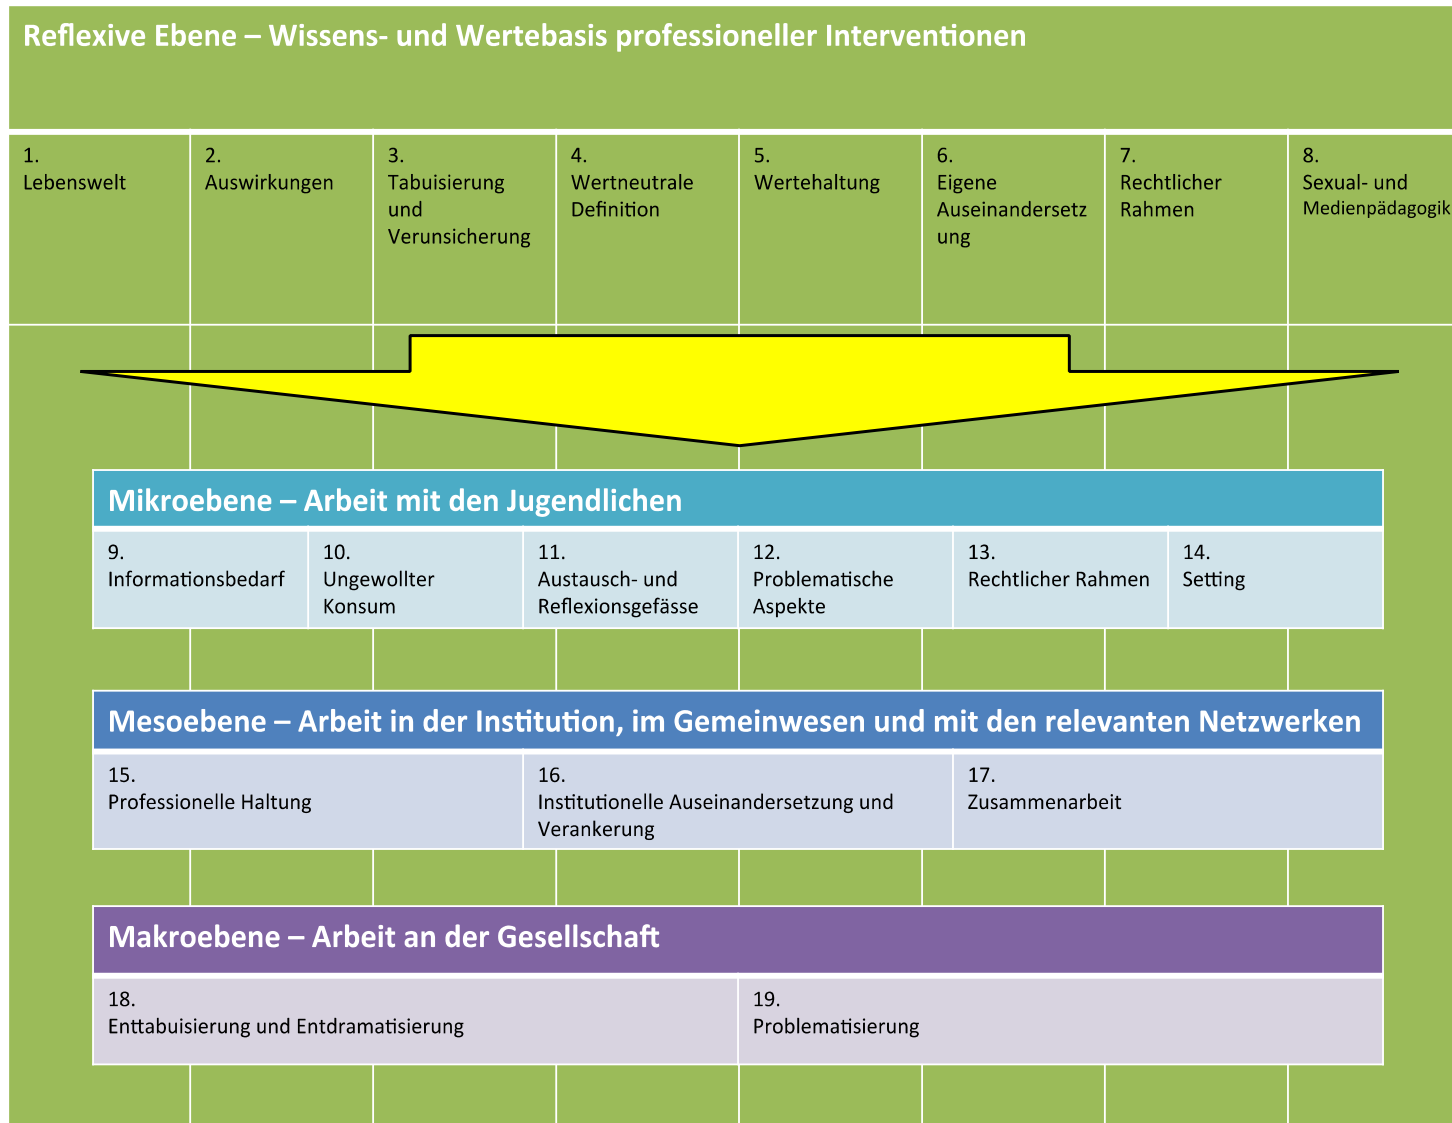 Reflexive Ebene – Wissens- und Wertebasis professioneller Interventionen
1.
Lebenswelt
2.
Auswirkungen
3.
Tabuisierung
und
Verunsicherung
4.
Wertneutrale
Definition
5.
Wertehaltung
6.
Eigene
Auseinandersetz
ung
7.
Rechtlicher
Rahmen
8.
Sexual- und
Medienpädagogik
Mikroebene – Arbeit mit den Jugendlichen
9.
Informationsbedarf
10.
Ungewollter
Konsum
11.
Austausch- und
Reflexionsgefässe
12.
Problematische
Aspekte
13.
Rechtlicher Rahmen
14.
Setting
Mesoebene – Arbeit in der Institution, im Gemeinwesen und mit den relevanten Netzwerken
15.
Professionelle Haltung
16.
Institutionelle Auseinandersetzung und
Verankerung
17.
Zusammenarbeit
Makroebene – Arbeit an der Gesellschaft
18.
Enttabuisierung und Entdramatisierung
19.
Problematisierung